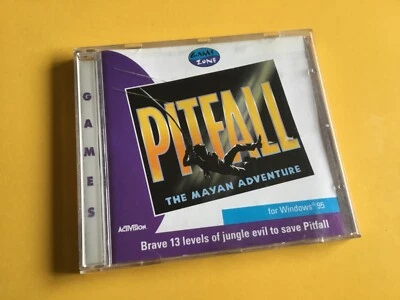 GAME
ZONE
GAMES
PITFALL
THE MAYAN ADVENTURE
for Windows 95
ACTIVISION
Brave 13 levels of jungle evil to save Pitfall